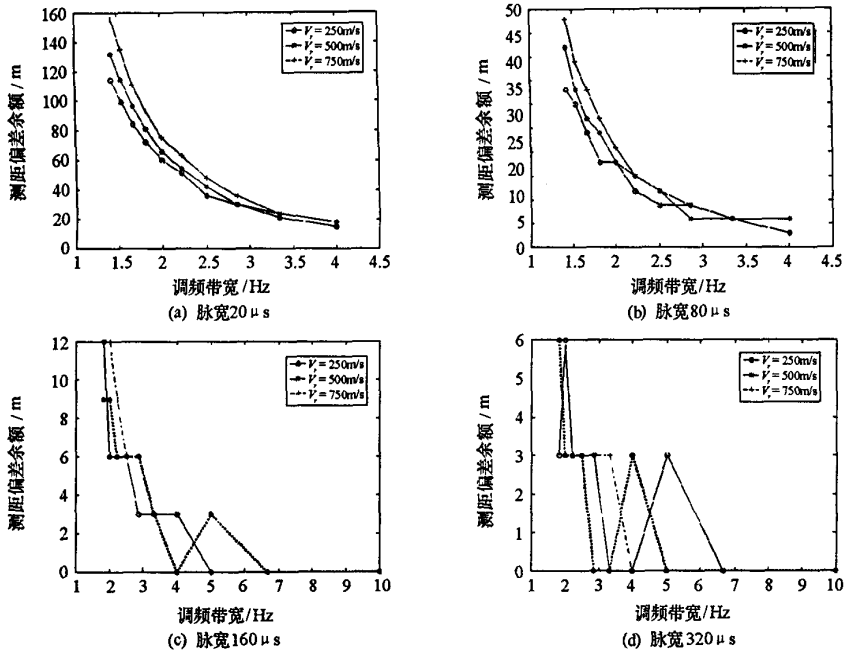 测距偏差余额 / m
160
140
120
100
80
60
40
20
0
V_r = 250m/s
V_r = 500m/s
V_r = 750m/s
1 1.5 2 2.5 3 3.5 4 4.5
调频带宽/Hz
(a) 脉宽20μs
测距偏差余额 / m
50
45
40
35
30
25
20
15
10
5
0
V_r = 250m/s
V_r = 500m/s
V_r = 750m/s
1 1.5 2 2.5 3 3.5 4 4.5
调频带宽/Hz
(b) 脉宽80μs
测距偏差余额 / m
12
10
8
6
4
2
0
V_r = 250m/s
V_r = 500m/s
V_r = 750m/s
1 2 3 4 5 6 7 8 9 10
调频带宽/Hz
(c) 脉宽160μs
测距偏差余额 / m
6
5
4
3
2
1
0
V_r = 250m/s
V_r = 500m/s
V_r = 750m/s
1 2 3 4 5 6 7 8 9 10
调频带宽/Hz
(d) 脉宽320μs